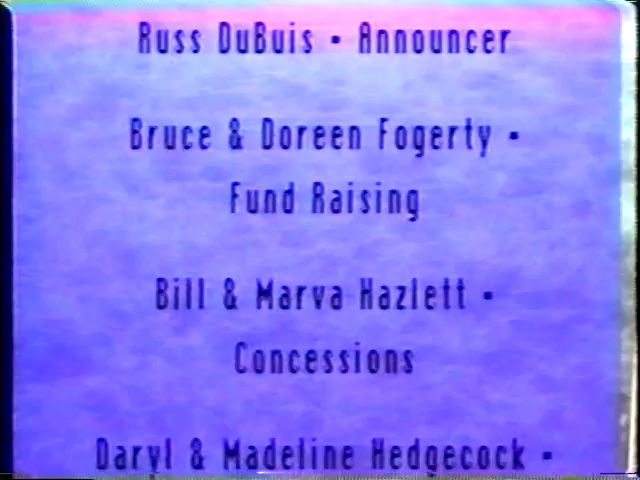 Russ DuBuis • Announcer
Bruce & Doreen Fogerty •
Fund Raising
Bill & Marva Hazlett •
Concessions
Daryl & Madeline Hedgecock •